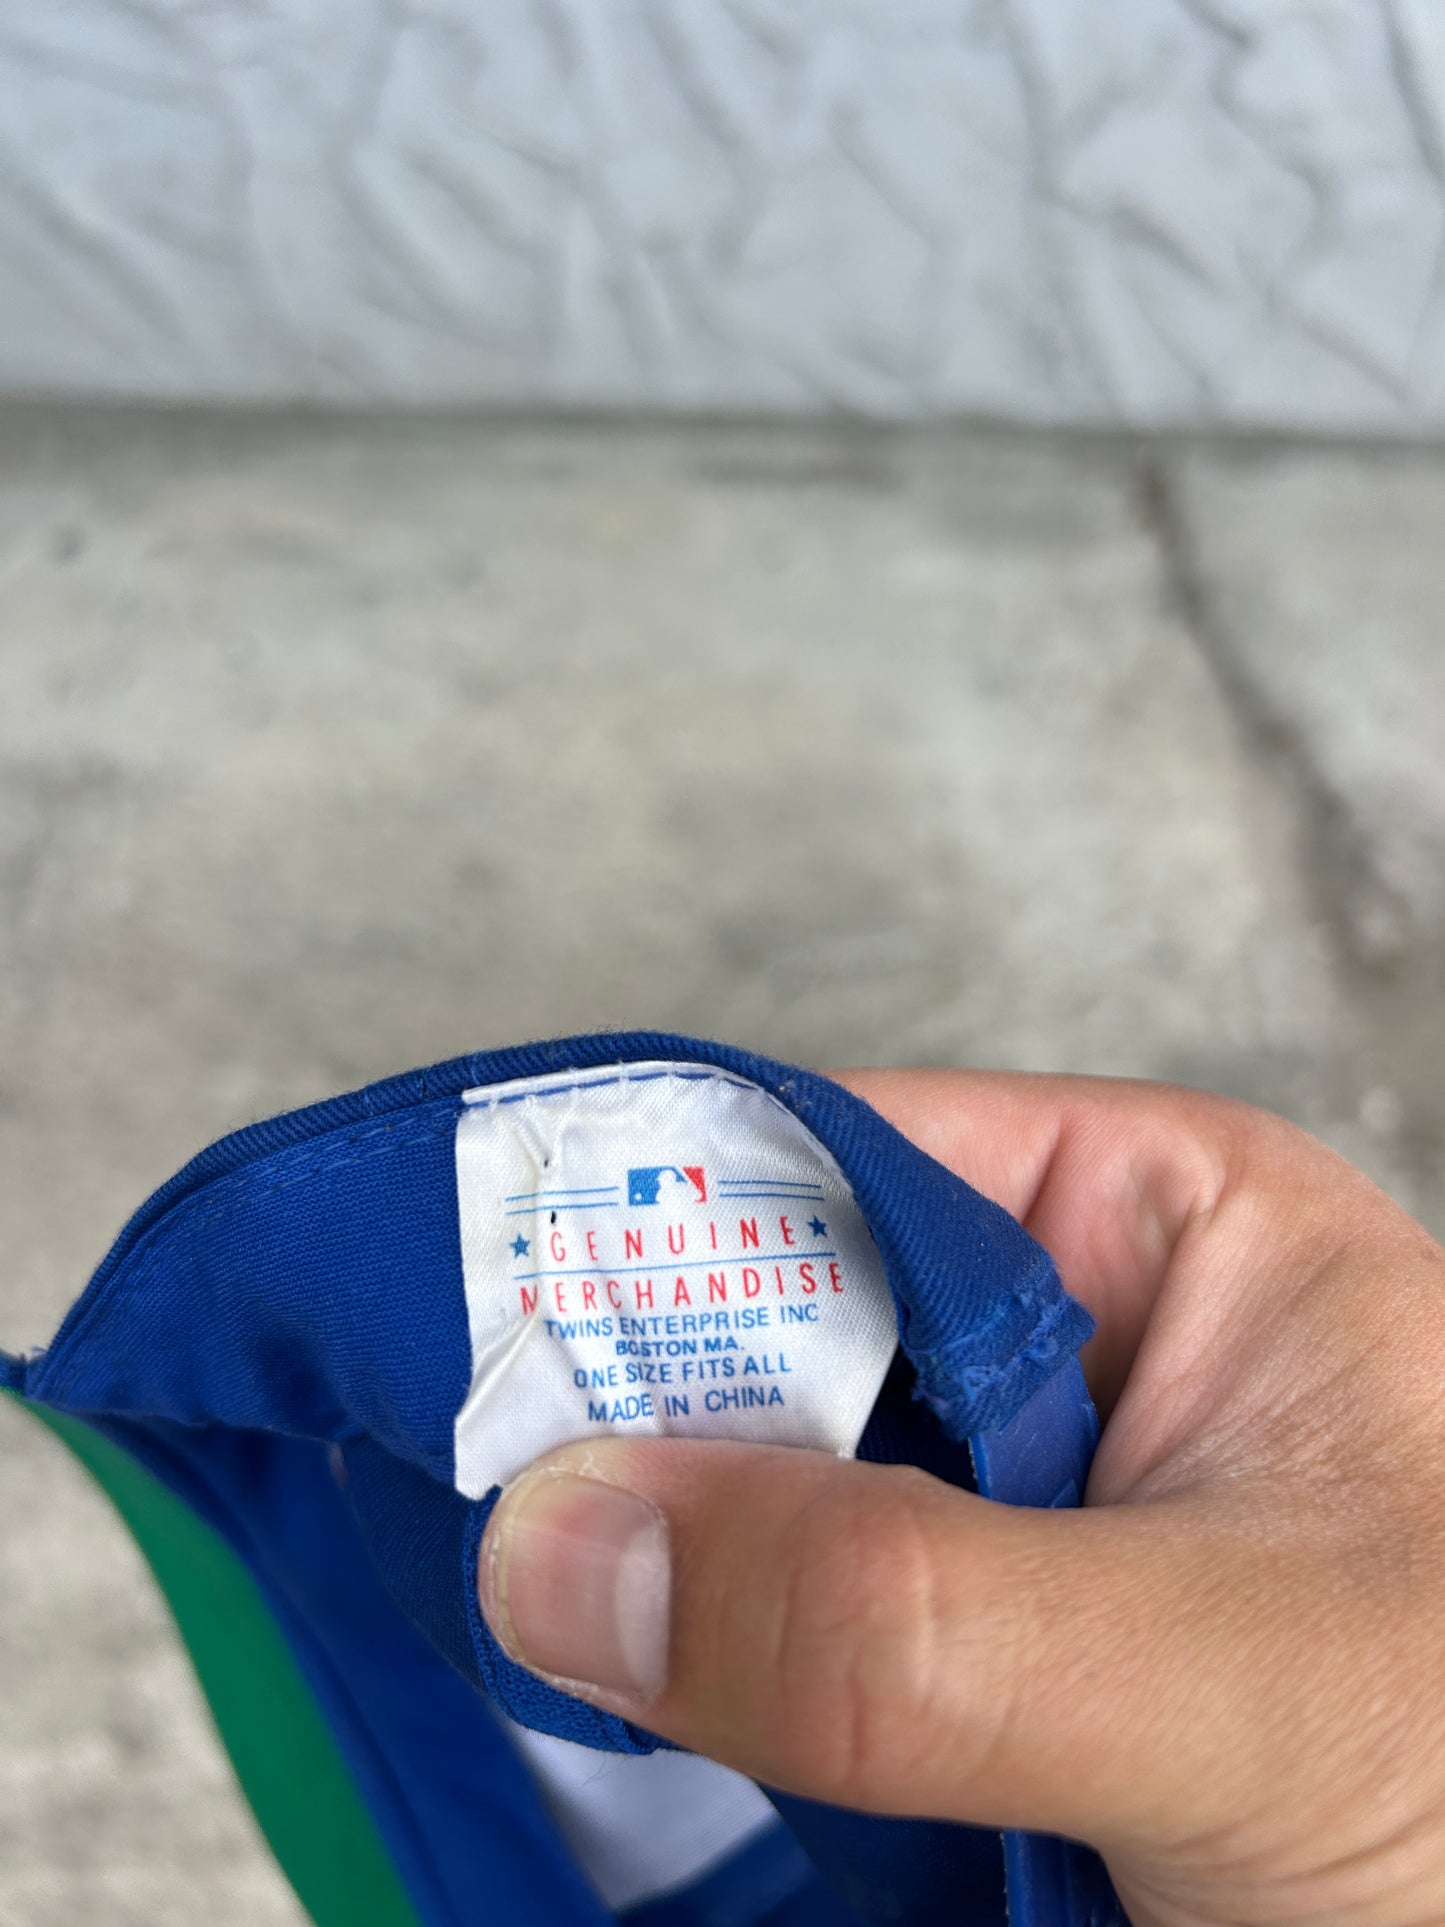 GENUINE
MERCHANDISE
TWINS ENTERPRISE INC
BOSTON MA.
ONE SIZE FITS ALL
MADE IN CHINA